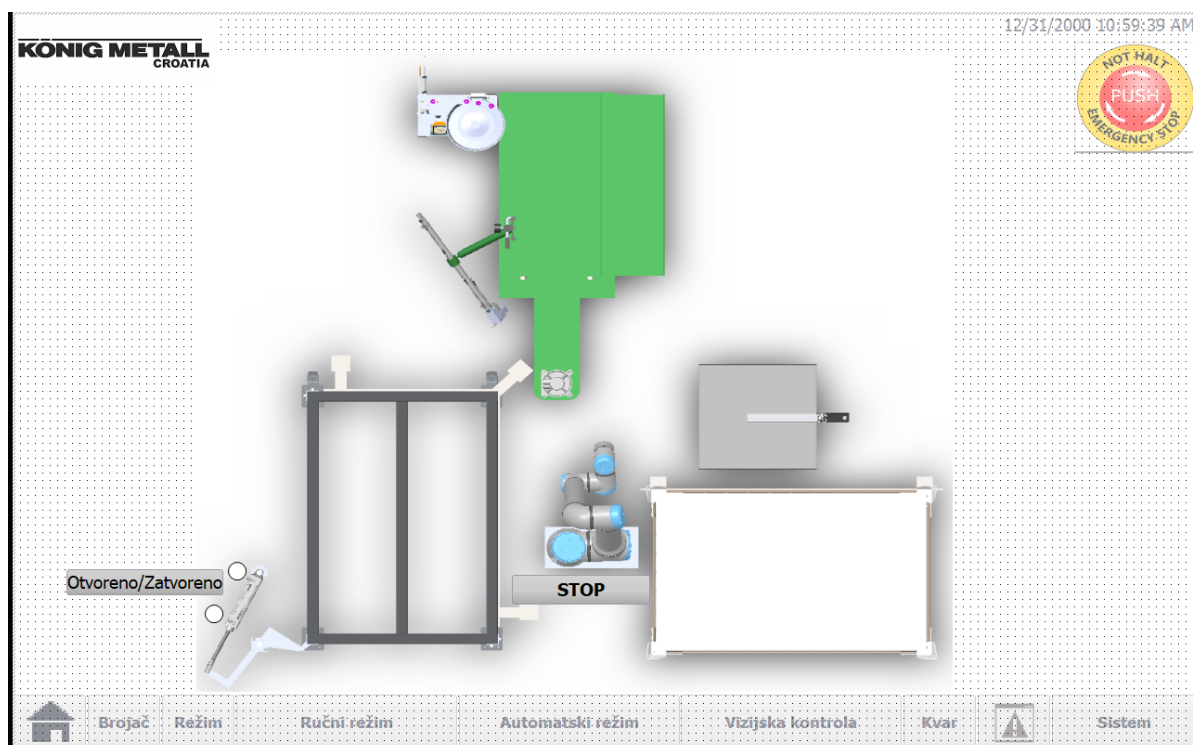 KÖNIG METALL
CROATIA
12/31/2000 10:59:39 AM
NOT HALT
PUSH
EMERGENCY STOP
Otvoreno/Zatvoreno
STOP
Brojač
Režim
Ručni režim
Automatski režim
Vizijska kontrola
Kvar
Sistem